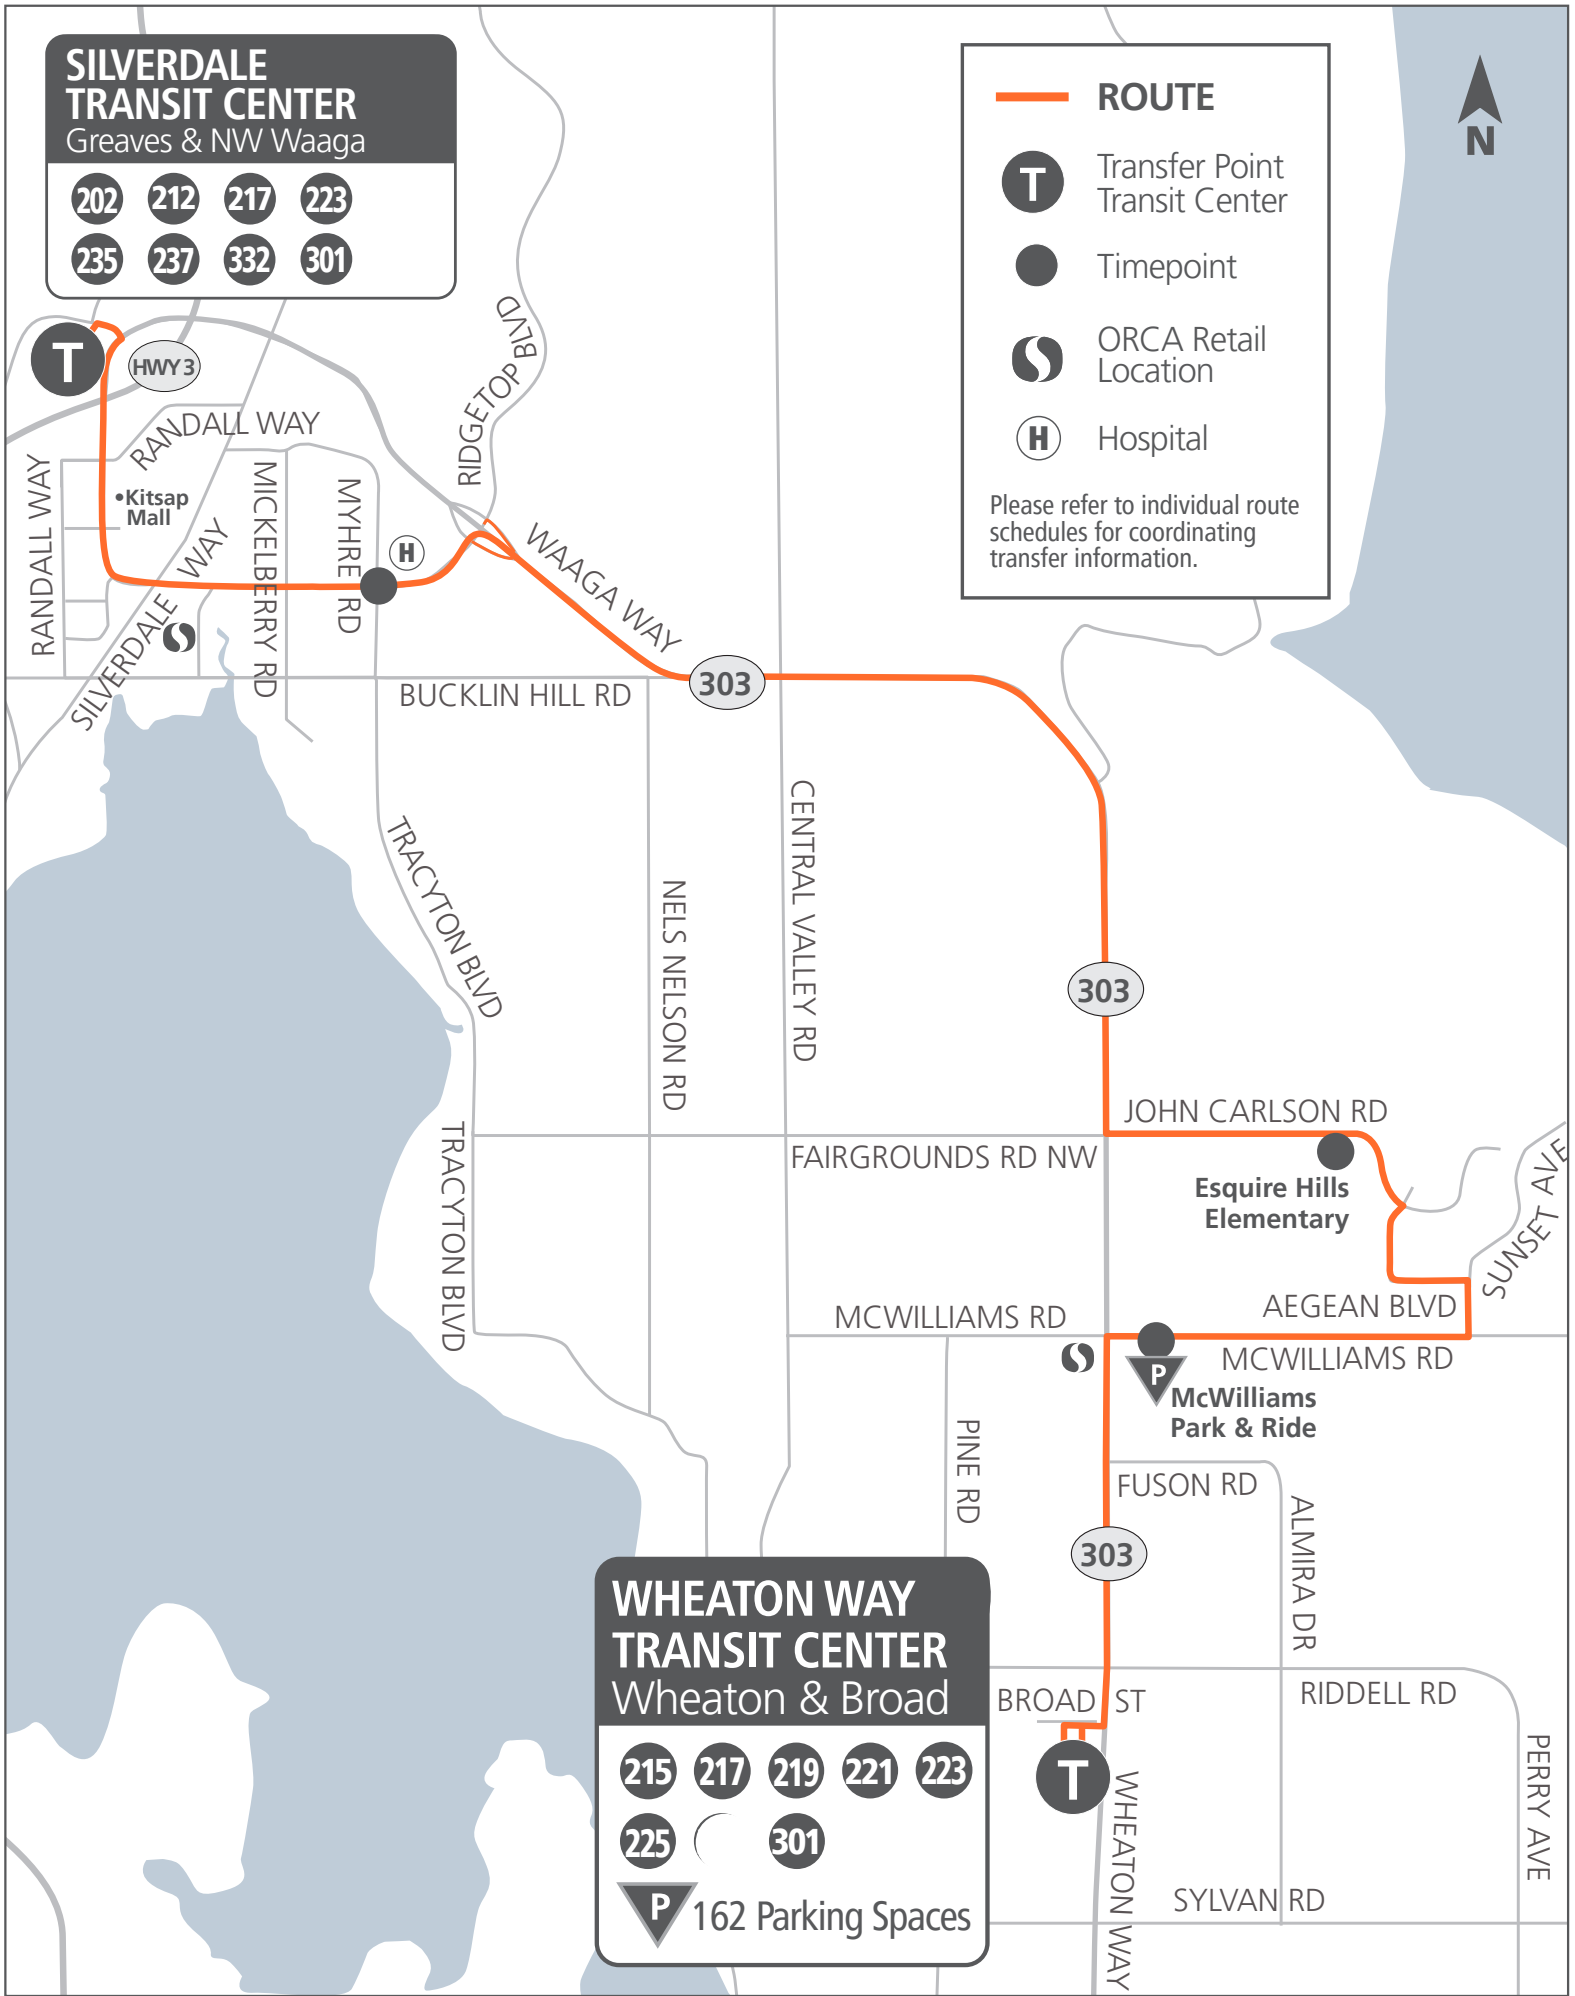 SILVERDALE
TRANSIT CENTER
Greaves & NW Waaga
202 212 217 223
235 237 332 301
ROUTE
T Transfer Point
Transit Center
Timepoint
ORCA Retail
Location
H Hospital
Please refer to individual route
schedules for coordinating
transfer information.
N
T
HWY 3
RIDGETOP BLVD
RANDALL WAY
RANDALL WAY
•Kitsap
Mall
MICKELBERRY RD
MYHRE RD
H
WAAGA WAY
SILVERDALE WAY
303
BUCKLIN HILL RD
TRACYTON BLVD
NELS NELSON RD
CENTRAL VALLEY RD
303
JOHN CARLSON RD
FAIRGROUNDS RD NW
Esquire Hills
Elementary
SUNSET AVE
TRACYTON BLVD
AEGEAN BLVD
MCWILLIAMS RD
MCWILLIAMS RD
P
McWilliams
Park & Ride
PINE RD
FUSON RD
ALMIRA DR
303
WHEATON WAY
TRANSIT CENTER
Wheaton & Broad
215 217 219 221 223
225 301
P 162 Parking Spaces
BROAD ST
RIDDELL RD
T
WHEATON WAY
PERRY AVE
SYLVAN RD